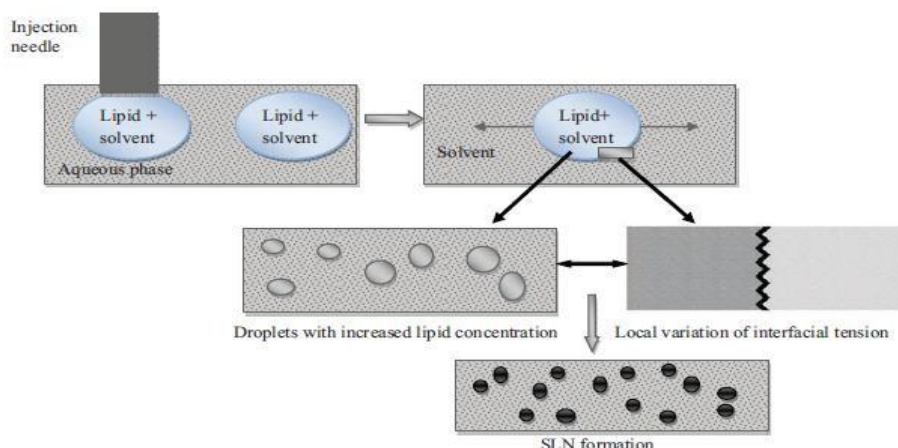 Injection
needle
Lipid +
solvent
Lipid +
solvent
Aqueous phase
Lipid+
solvent
Solvent
Droplets with increased lipid concentration
Local variation of interfacial tension
SLN formation